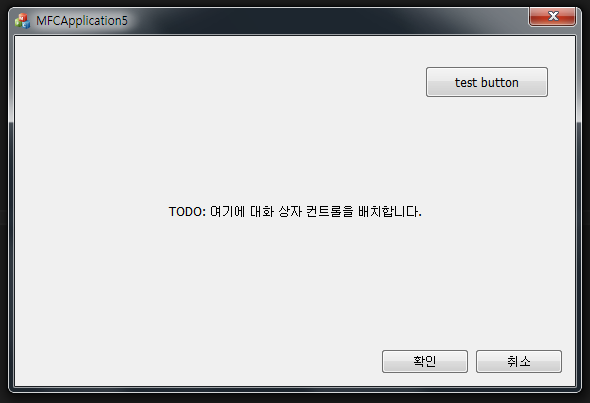 MFCApplication5
test button
TODO: 여기에 대화 상자 컨트롤을 배치합니다.
확인 취소